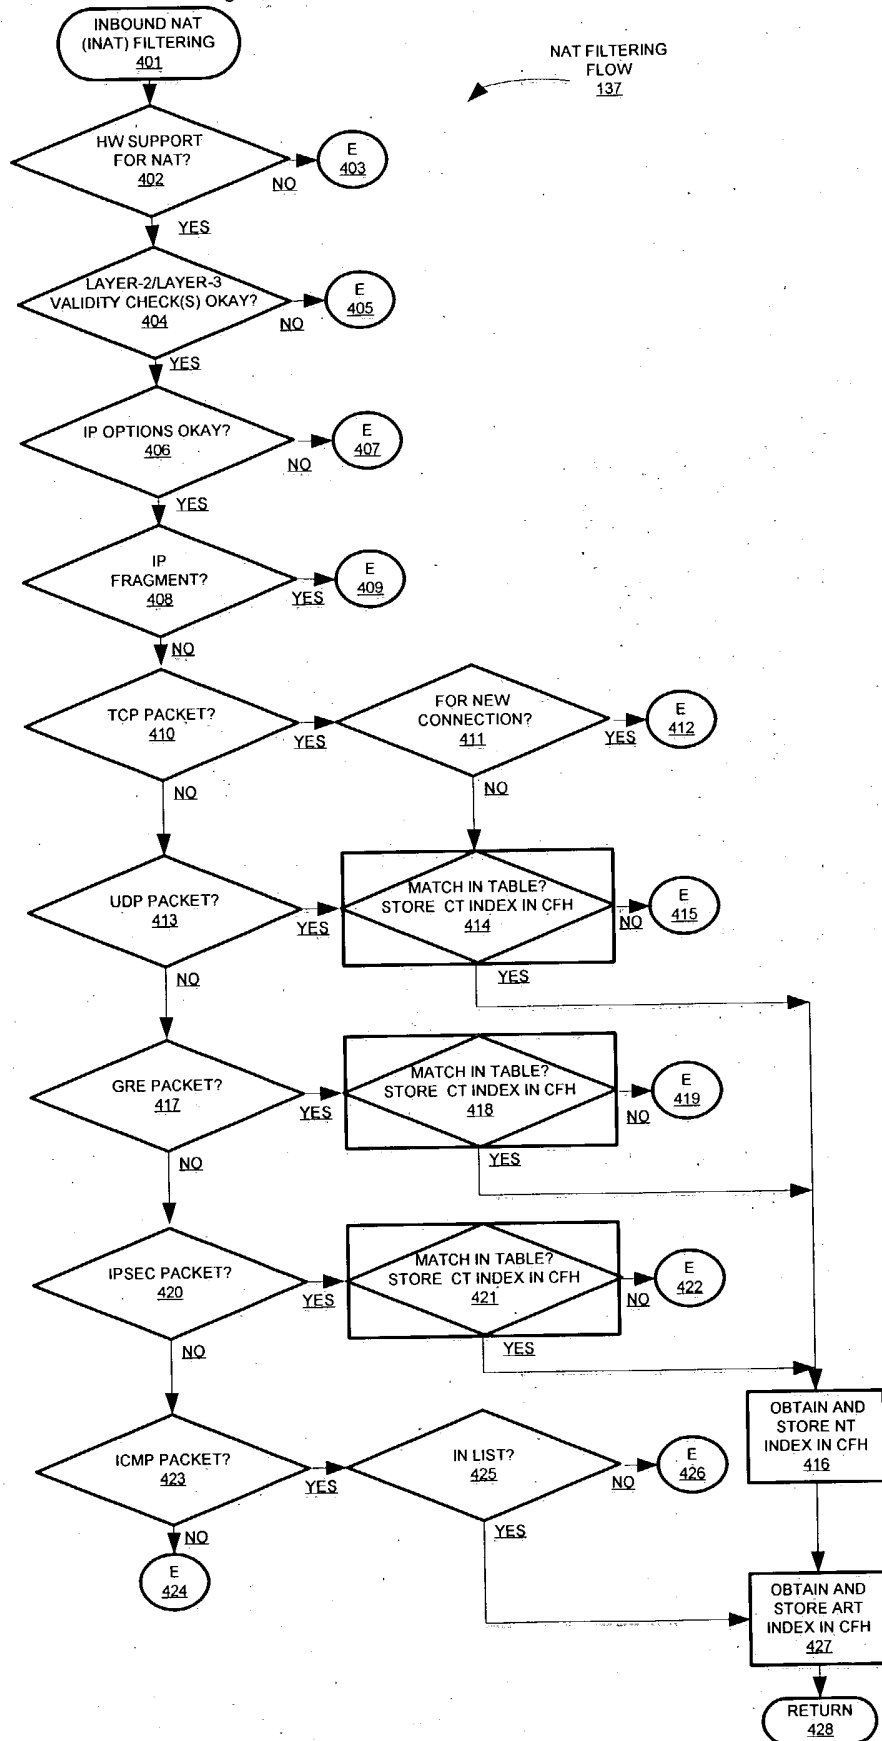 INBOUND NAT
(INAT) FILTERING
401
NAT FILTERING
FLOW
137
HW SUPPORT
FOR NAT?
402
NO
E
403
YES
LAYER-2/LAYER-3
VALIDITY CHECK(S) OKAY?
404
NO
E
405
YES
IP OPTIONS OKAY?
406
NO
E
407
YES
IP
FRAGMENT?
408
YES
E
409
NO
TCP PACKET?
410
YES
FOR NEW
CONNECTION?
411
YES
E
412
NO
NO
UDP PACKET?
413
YES
MATCH IN TABLE?
STORE CT INDEX IN CFH
414
NO
E
415
YES
NO
GRE PACKET?
417
YES
MATCH IN TABLE?
STORE CT INDEX IN CFH
418
NO
E
419
YES
NO
IPSEC PACKET?
420
YES
MATCH IN TABLE?
STORE CT INDEX IN CFH
421
NO
E
422
YES
NO
OBTAIN AND
STORE NT
INDEX IN CFH
416
ICMP PACKET?
423
YES
IN LIST?
425
NO
E
426
YES
NO
E
424
OBTAIN AND
STORE ART
INDEX IN CFH
427
RETURN
428